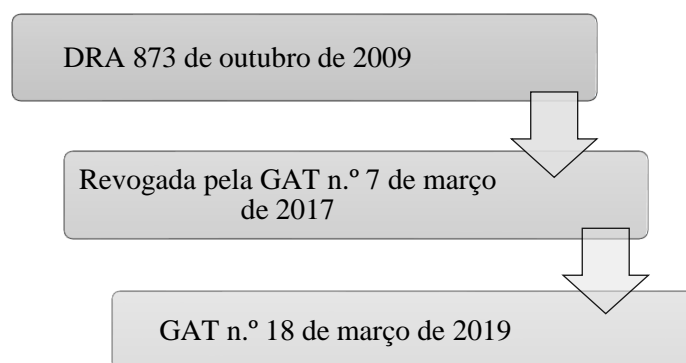 DRA 873 de outubro de 2009
Revogada pela GAT n.º 7 de março
de 2017
GAT n.º 18 de março de 2019